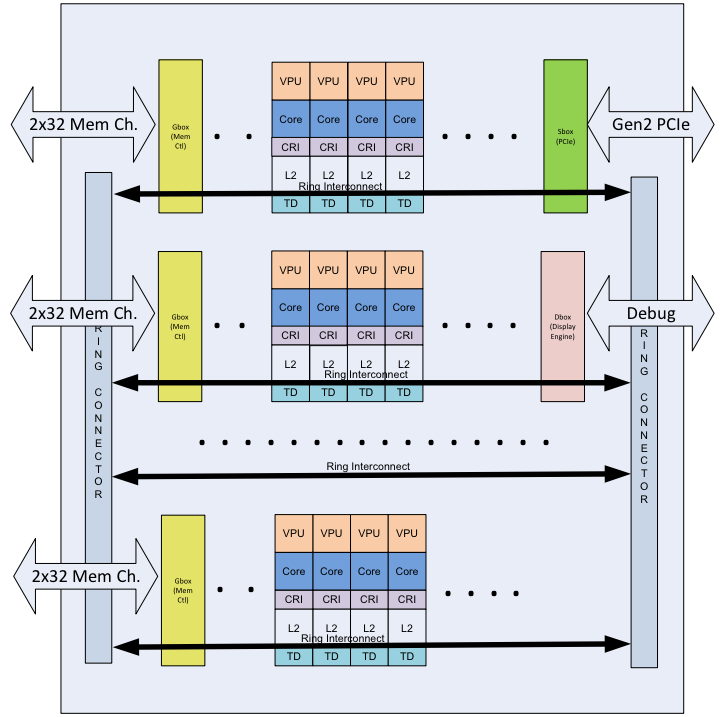 VPU VPU VPU VPU
2x32 Mem Ch.
Gbox
(Mem
Ctl)
Core Core Core Core
Sbox
(PCIe)
Gen2 PCIe
CRI CRI CRI CRI
L2 L2 L2 L2
Ring Interconnect
TD TD TD TD
VPU VPU VPU VPU
2x32 Mem Ch.
Gbox
(Mem
Ctl)
Core Core Core Core
Dbox
(Display
Engine)
Debug
CRI CRI CRI CRI
L2 L2 L2 L2
Ring Interconnect
TD TD TD TD
RING CONNECTOR
RING CONNECTOR
Ring Interconnect
VPU VPU VPU VPU
2x32 Mem Ch.
Gbox
(Mem
Ctl)
Core Core Core Core
CRI CRI CRI CRI
L2 L2 L2 L2
Ring Interconnect
TD TD TD TD